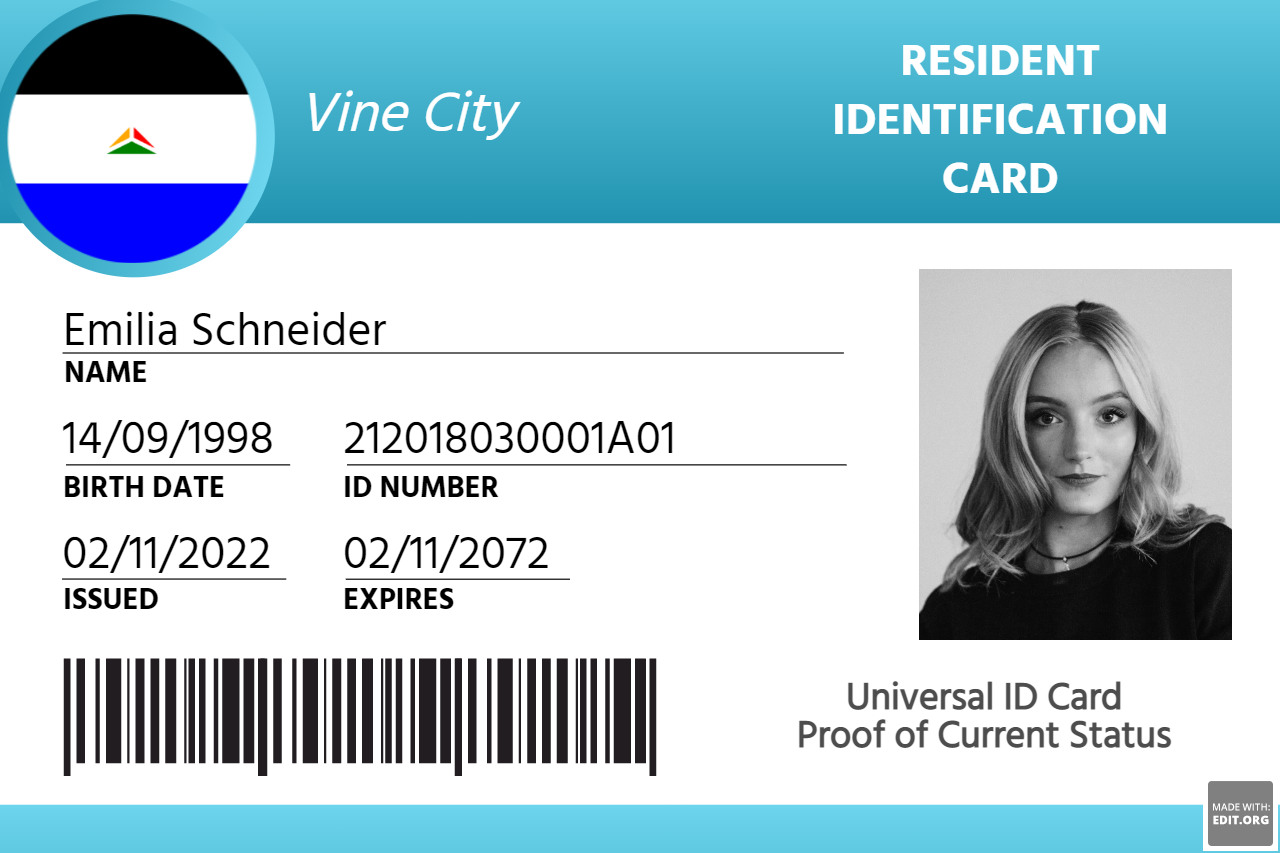 Vine City
RESIDENT
IDENTIFICATION
CARD
Emilia Schneider
NAME
14/09/1998
212018030001A01
BIRTH DATE
ID NUMBER
02/11/2022
02/11/2072
ISSUED
EXPIRES
Universal ID Card
Proof of Current Status
MADE WITH:
EDIT.ORG